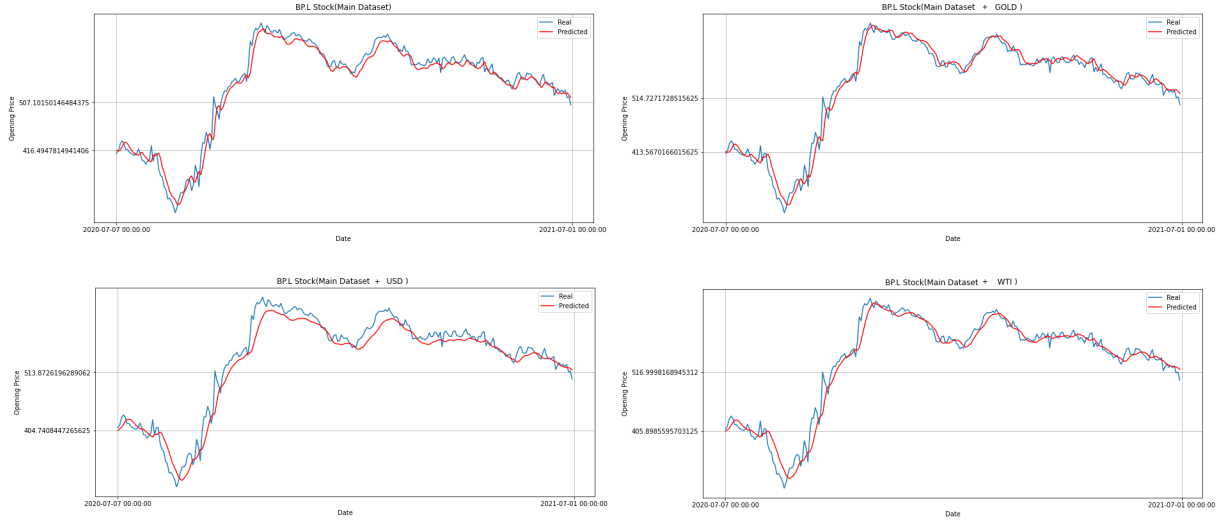 BP.L Stock(Main Dataset)
Real
Predicted
Opening Price
507.10150146484375
416.4947814941406
2020-07-07 00:00:00
2021-07-01 00:00:00
Date
BP.L Stock(Main Dataset + GOLD )
Real
Predicted
Opening Price
514.7271728515625
413.5670166015625
2020-07-07 00:00:00
2021-07-01 00:00:00
Date
BP.L Stock(Main Dataset + USD )
Real
Predicted
Opening Price
513.8726196289062
404.7408447265625
2020-07-07 00:00:00
2021-07-01 00:00:00
Date
BP.L Stock(Main Dataset + WTI )
Real
Predicted
Opening Price
516.9998168945312
405.8985595703125
2020-07-07 00:00:00
2021-07-01 00:00:00
Date